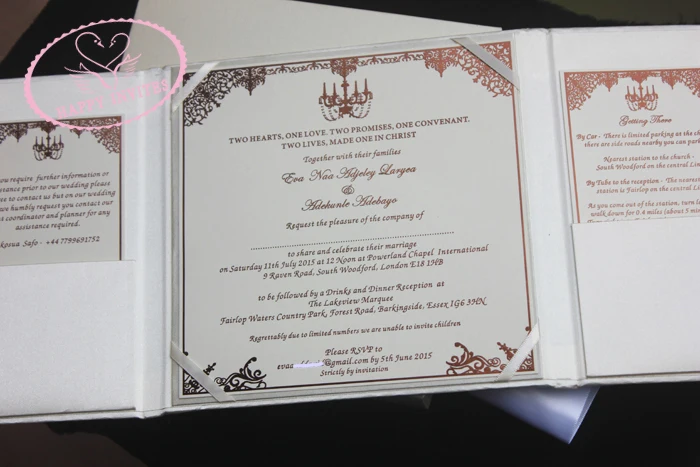 HAPPY INVITES
you require further information or
assistance prior to our wedding please
to contact us but on our wedding
humbly request you contact our
coordinator and planner for any
assistance required.
Safo - +44 7799691752
TWO HEARTS, ONE LOVE. TWO PROMISES, ONE CONVENANT.
TWO LIVES, MADE ONE IN CHRIST
Together with their families
Eva Naa Adjeley Laryea
&
Adekunle Adebayo
Request the pleasure of the company of
to share and celebrate their marriage
on Saturday 11th July 2015 at 12 Noon at Powerland Chapel International
9 Raven Road, South Woodford, London E18 1HB
to be followed by a Drinks and Dinner Reception at
The Lakeview Marquee
Fairlop Waters Country Park, Forest Road, Barkingside, Essex IG6 3HN
Regrettably due to limited numbers we are unable to invite children
Please RSVP to
@gmail.com by 5th June 2015
Strictly by invitation
Getting There
By Car - There is limited parking at the
there are side roads nearby you can
Nearest station to the church -
South Woodford on the central
By Tube to the reception - The nearest
station is Fairlop on the Central
As you come out of the station, turn
walk down for 0.4 miles (about 5